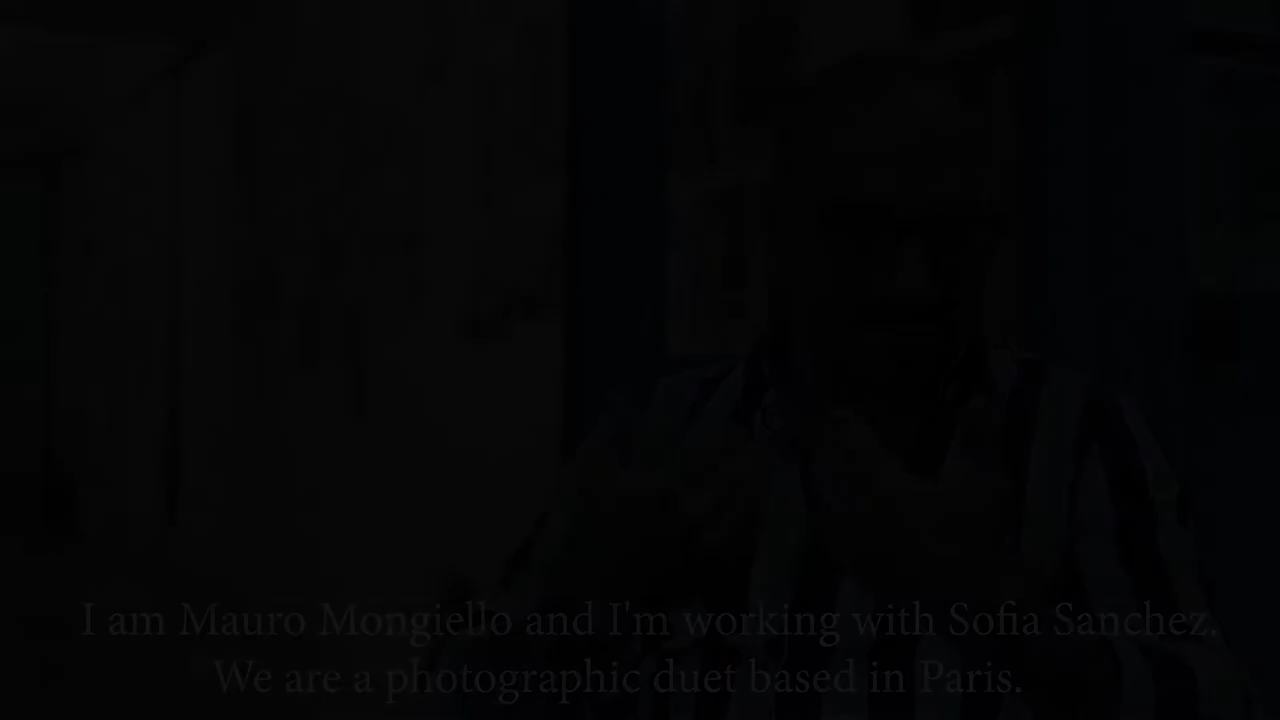 I am Mauro Mongiello and I'm working with Sofia Sanchez.
We are a photographic duet based in Paris.